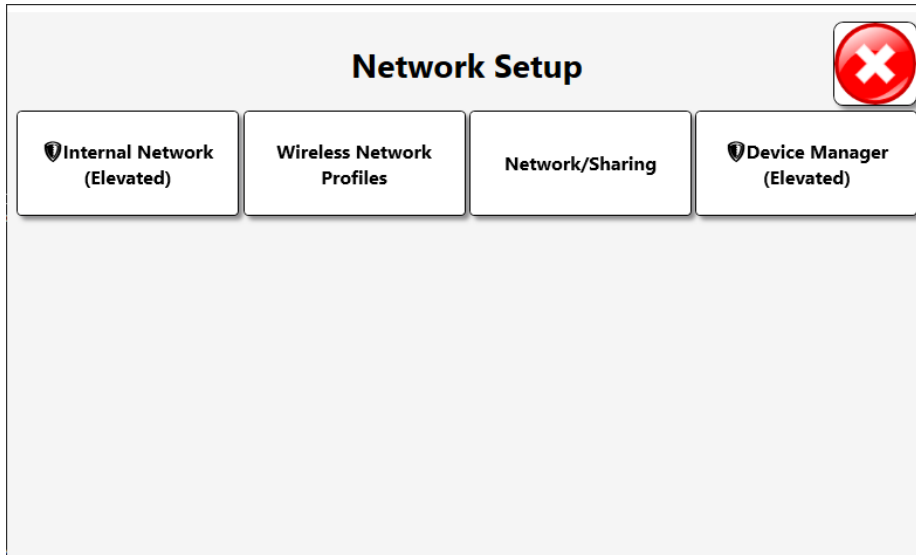 Network Setup
Internal Network
(Elevated)
Wireless Network
Profiles
Network/Sharing
Device Manager
(Elevated)